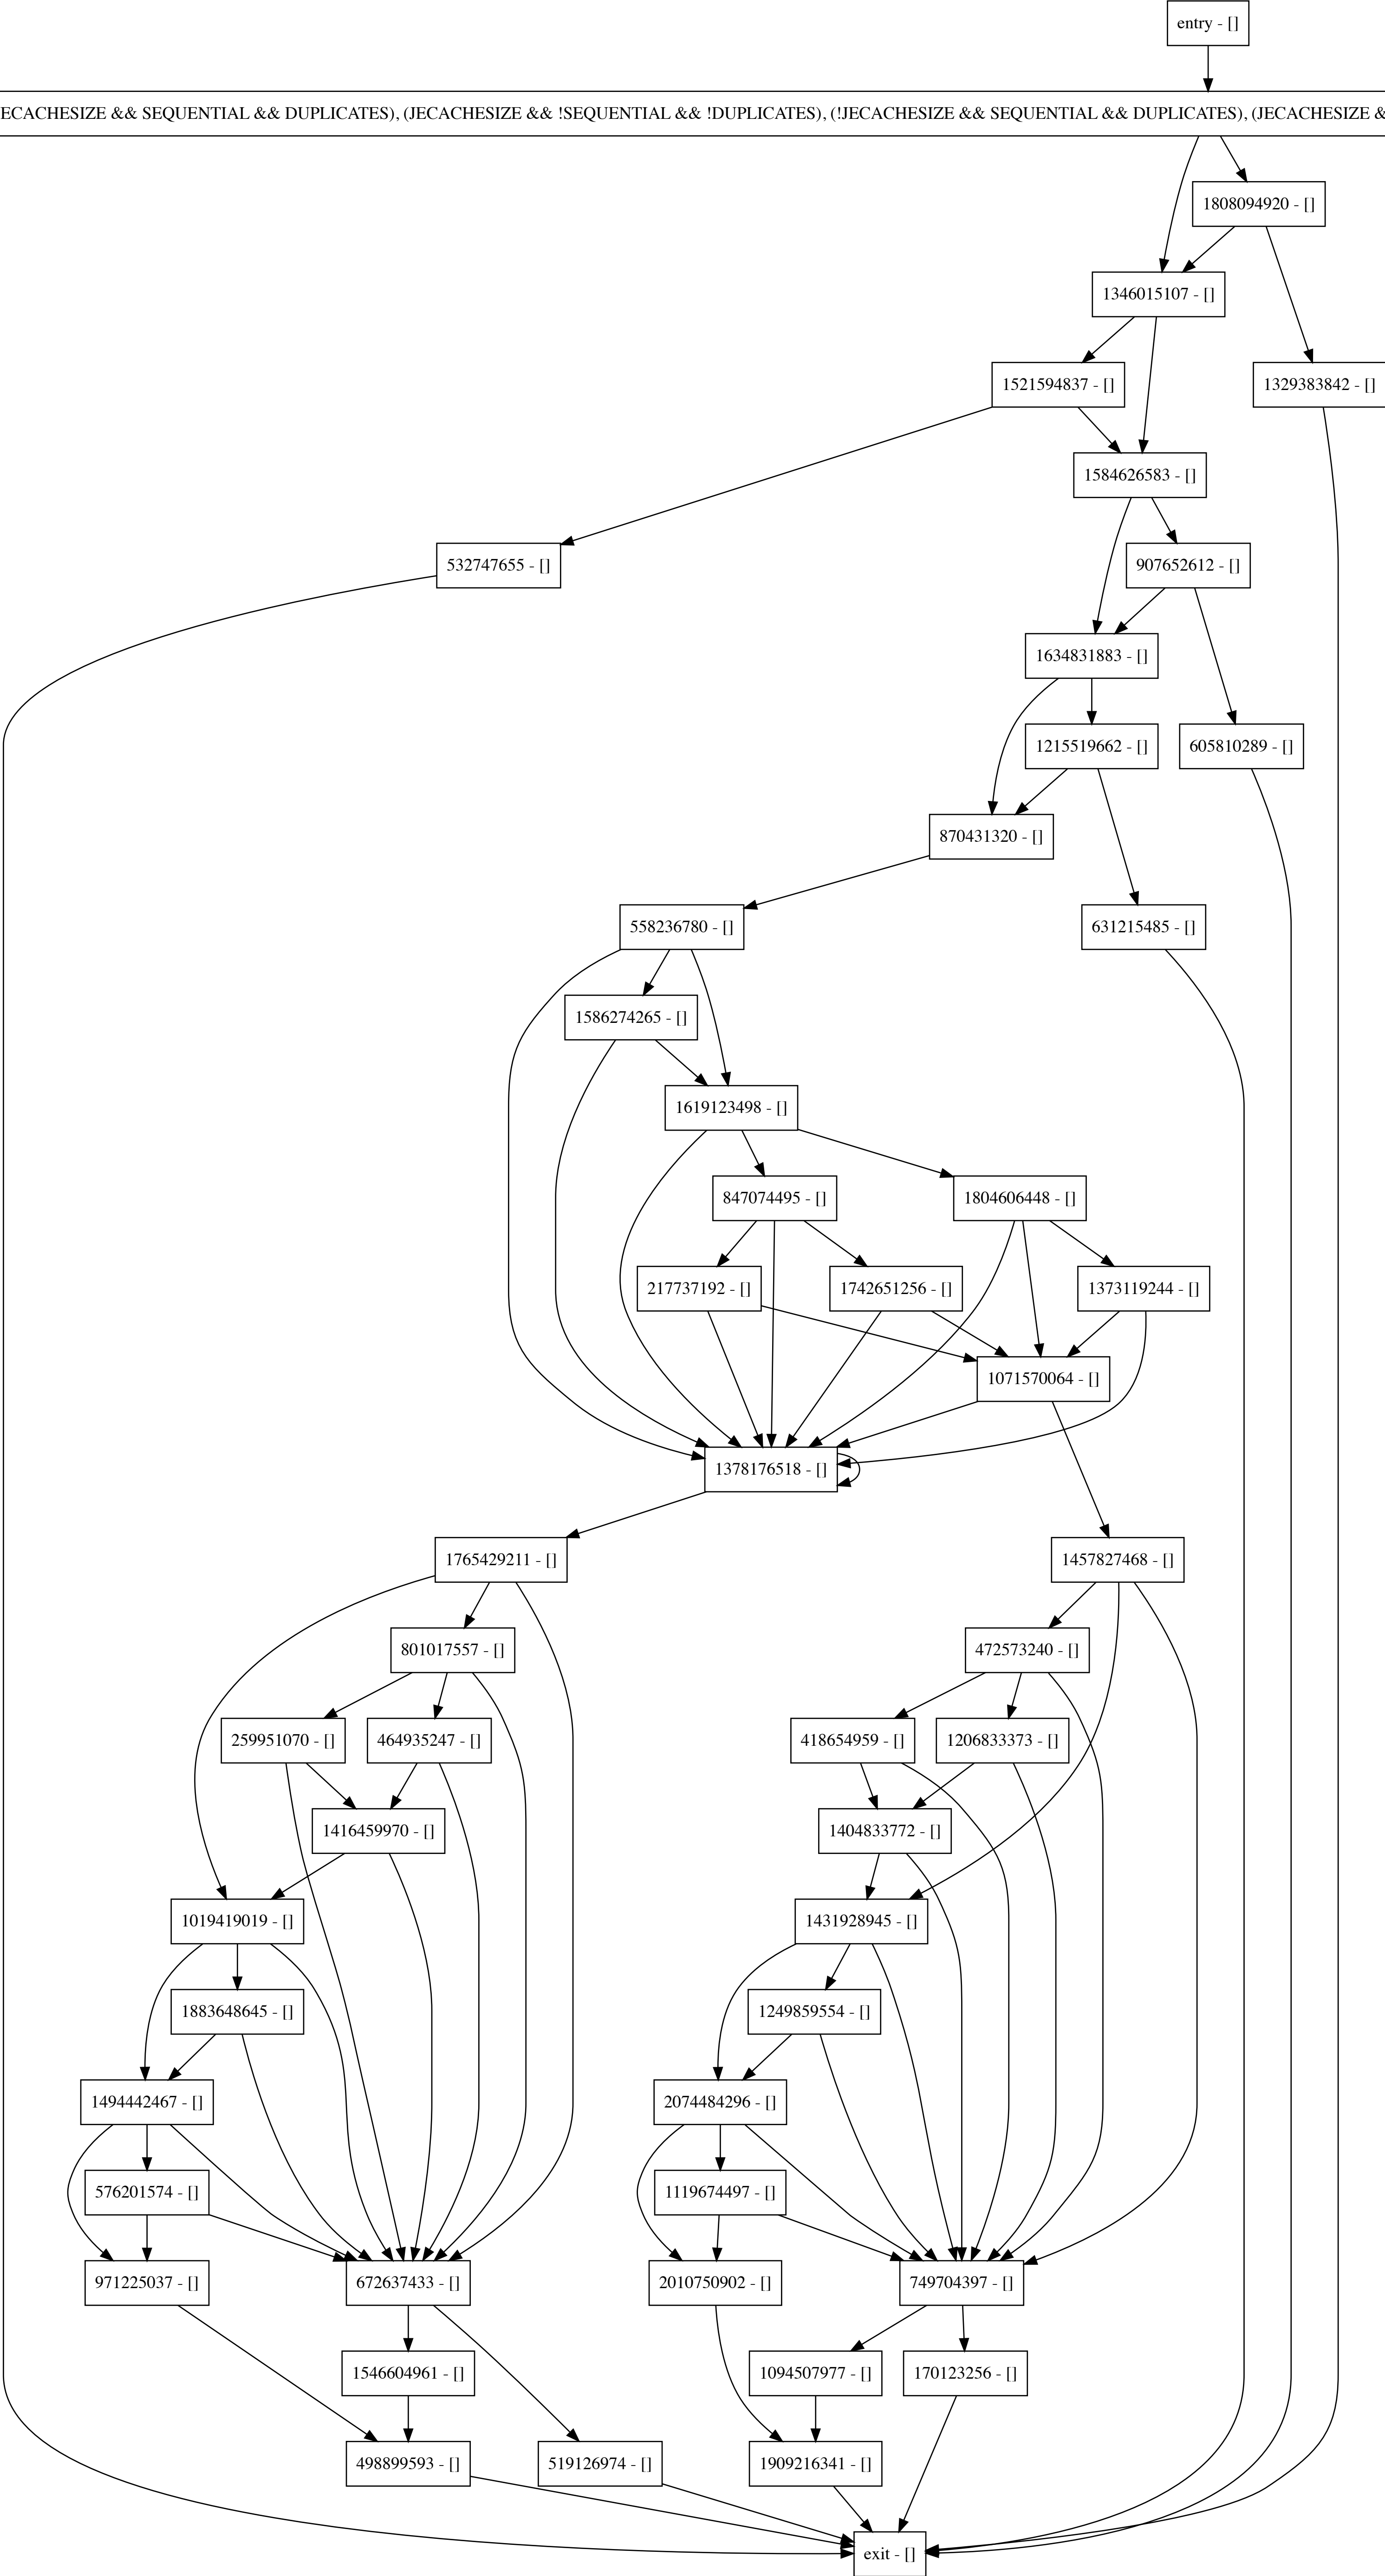 entry - []
ECACHESIZE && SEQUENTIAL && DUPLICATES), (JECACHESIZE && !SEQUENTIAL && !DUPLICATES), (!JECACHESIZE && SEQUENTIAL && DUPLICATES), (JECACHESIZE &
1808094920 - []
1346015107 - []
1521594837 - []
1329383842 - []
1584626583 - []
532747655 - []
907652612 - []
1634831883 - []
1215519662 - []
605810289 - []
870431320 - []
558236780 - []
631215485 - []
1586274265 - []
1619123498 - []
847074495 - []
1804606448 - []
217737192 - []
1742651256 - []
1373119244 - []
1071570064 - []
1378176518 - []
1765429211 - []
1457827468 - []
801017557 - []
472573240 - []
259951070 - []
464935247 - []
418654959 - []
1206833373 - []
1416459970 - []
1404833772 - []
1019419019 - []
1431928945 - []
1883648645 - []
1249859554 - []
1494442467 - []
2074484296 - []
576201574 - []
1119674497 - []
971225037 - []
672637433 - []
2010750902 - []
749704397 - []
1546604961 - []
1094507977 - []
170123256 - []
498899593 - []
519126974 - []
1909216341 - []
exit - []